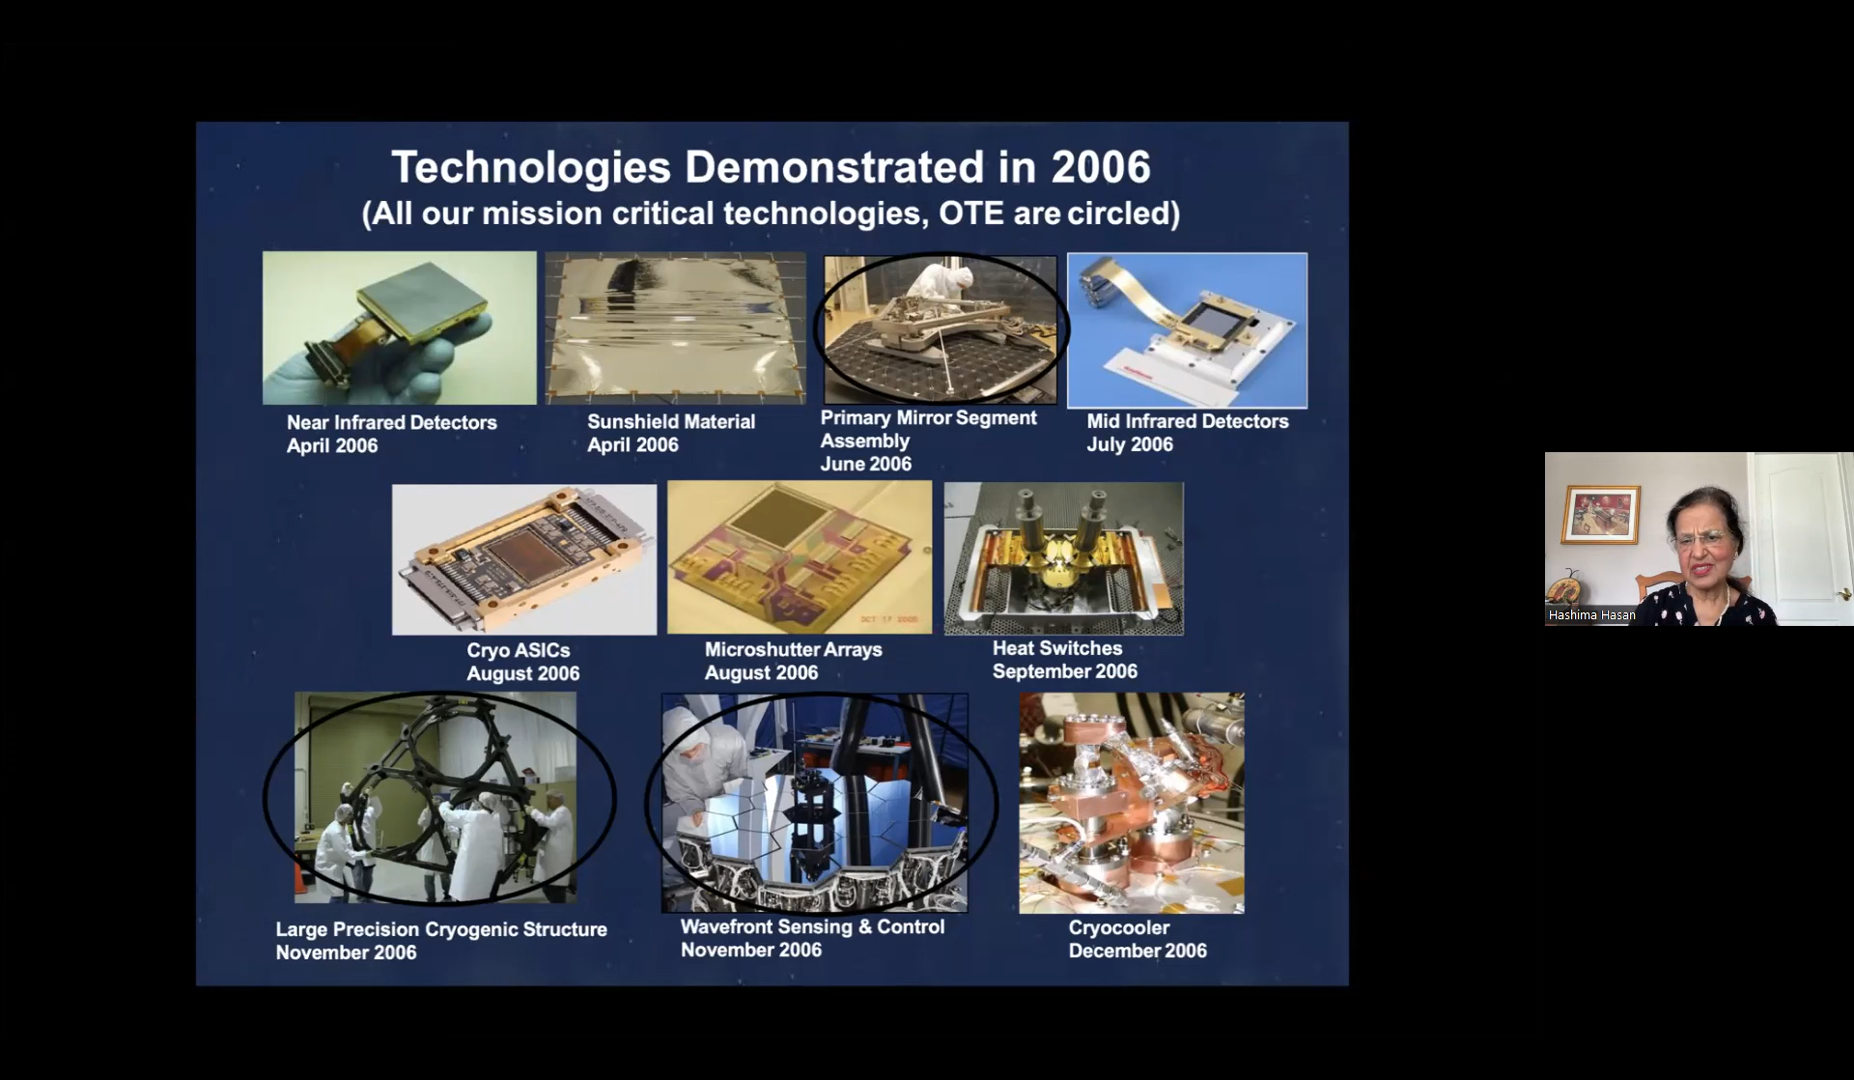 Technologies Demonstrated in 2006
(All our mission critical technologies, OTE are circled)
Near Infrared Detectors
April 2006
Sunshield Material
April 2006
Primary Mirror Segment
Assembly
June 2006
Mid Infrared Detectors
July 2006
OCT 17 2005
Cryo ASICs
August 2006
Microshutter Arrays
August 2006
Heat Switches
September 2006
Large Precision Cryogenic Structure
November 2006
Wavefront Sensing & Control
November 2006
Cryocooler
December 2006
Hashima Hasan